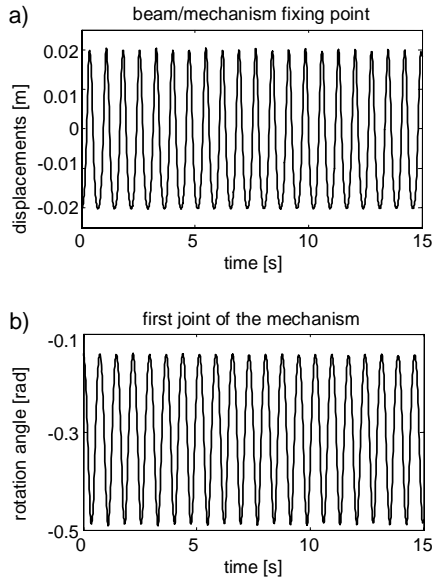 a)
beam/mechanism fixing point
displacements [m]
0.02
0.01
0
-0.01
-0.02
0
5
10
15
time [s]
b)
first joint of the mechanism
rotation angle [rad]
-0.1
-0.3
-0.5
0
5
10
15
time [s]